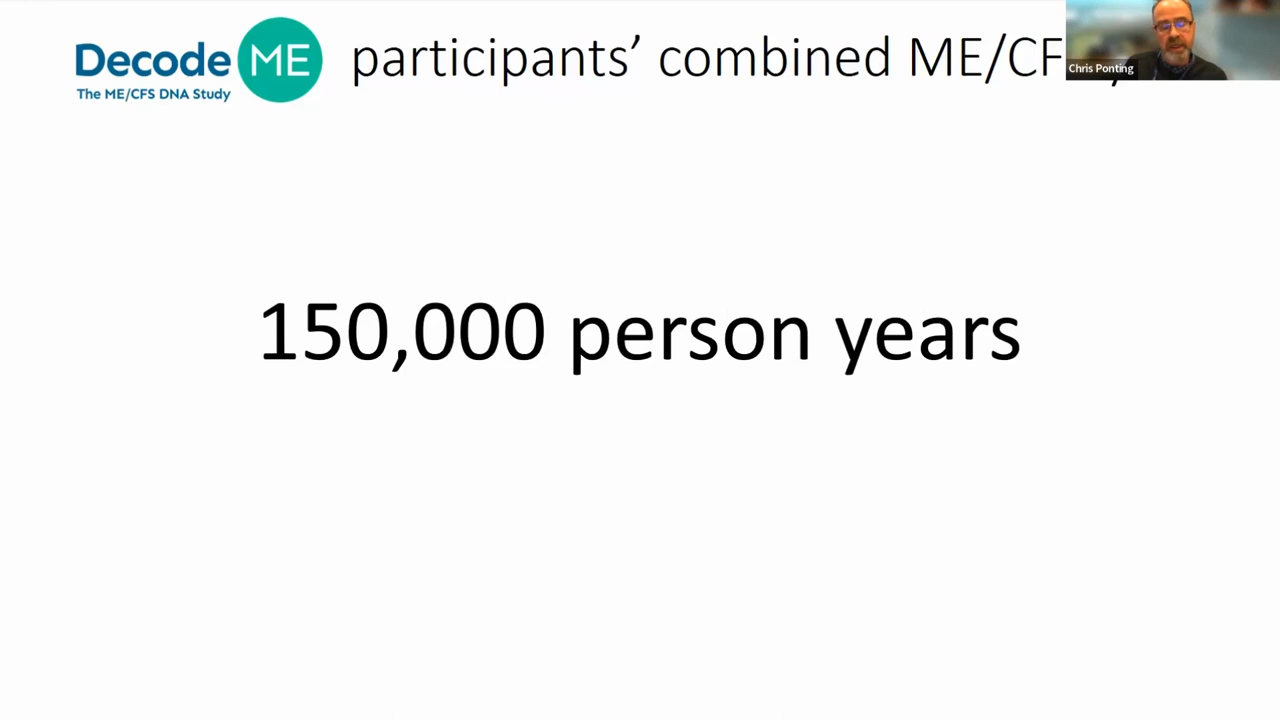 Decode ME participants’ combined ME/CF
The ME/CFS DNA Study
Chris Ponting
150,000 person years